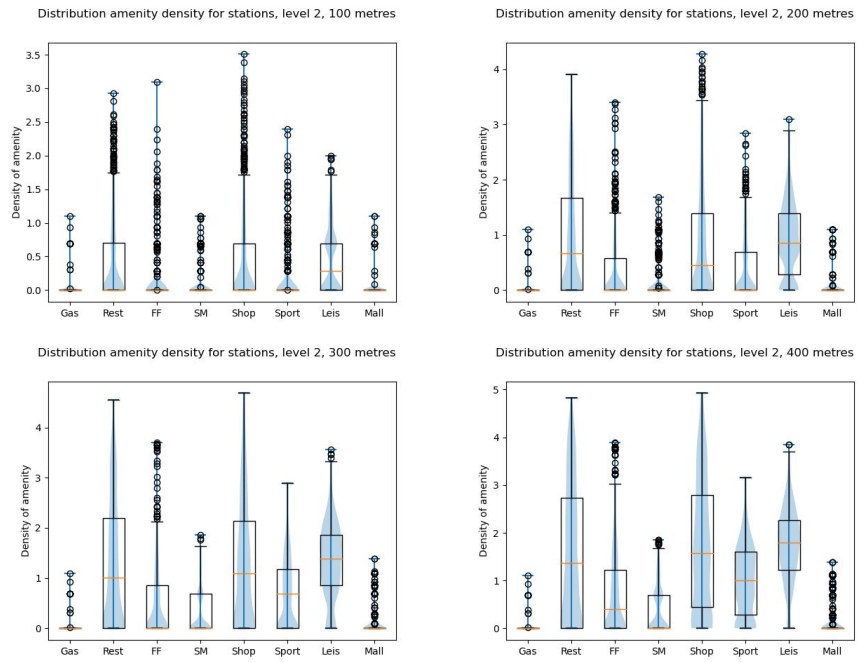 Distribution amenity density for stations, level 2, 100 metres
3.5
3.0
2.5
2.0
1.5
1.0
0.5
0.0
Density of amenity
Gas Rest FF SM Shop Sport Leis Mall
Distribution amenity density for stations, level 2, 200 metres
4
3
2
1
0
Density of amenity
Gas Rest FF SM Shop Sport Leis Mall
Distribution amenity density for stations, level 2, 300 metres
4
3
2
1
0
Density of amenity
Gas Rest FF SM Shop Sport Leis Mall
Distribution amenity density for stations, level 2, 400 metres
5
4
3
2
1
0
Density of amenity
Gas Rest FF SM Shop Sport Leis Mall